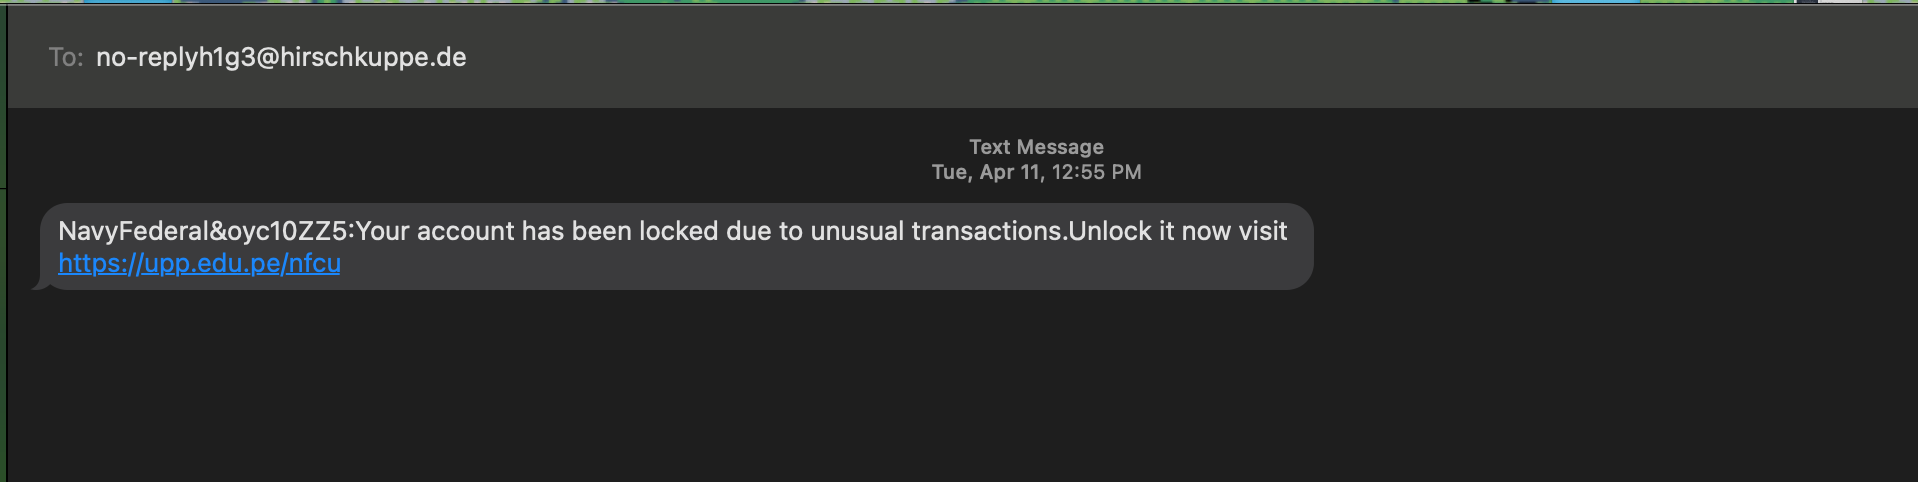 To: no-replyh1g3@hirschkuppe.de
Text Message
Tue, Apr 11, 12:55 PM
NavyFederal&oyc10ZZ5:Your account has been locked due to unusual transactions.Unlock it now visit
https://upp.edu.pe/nfcu